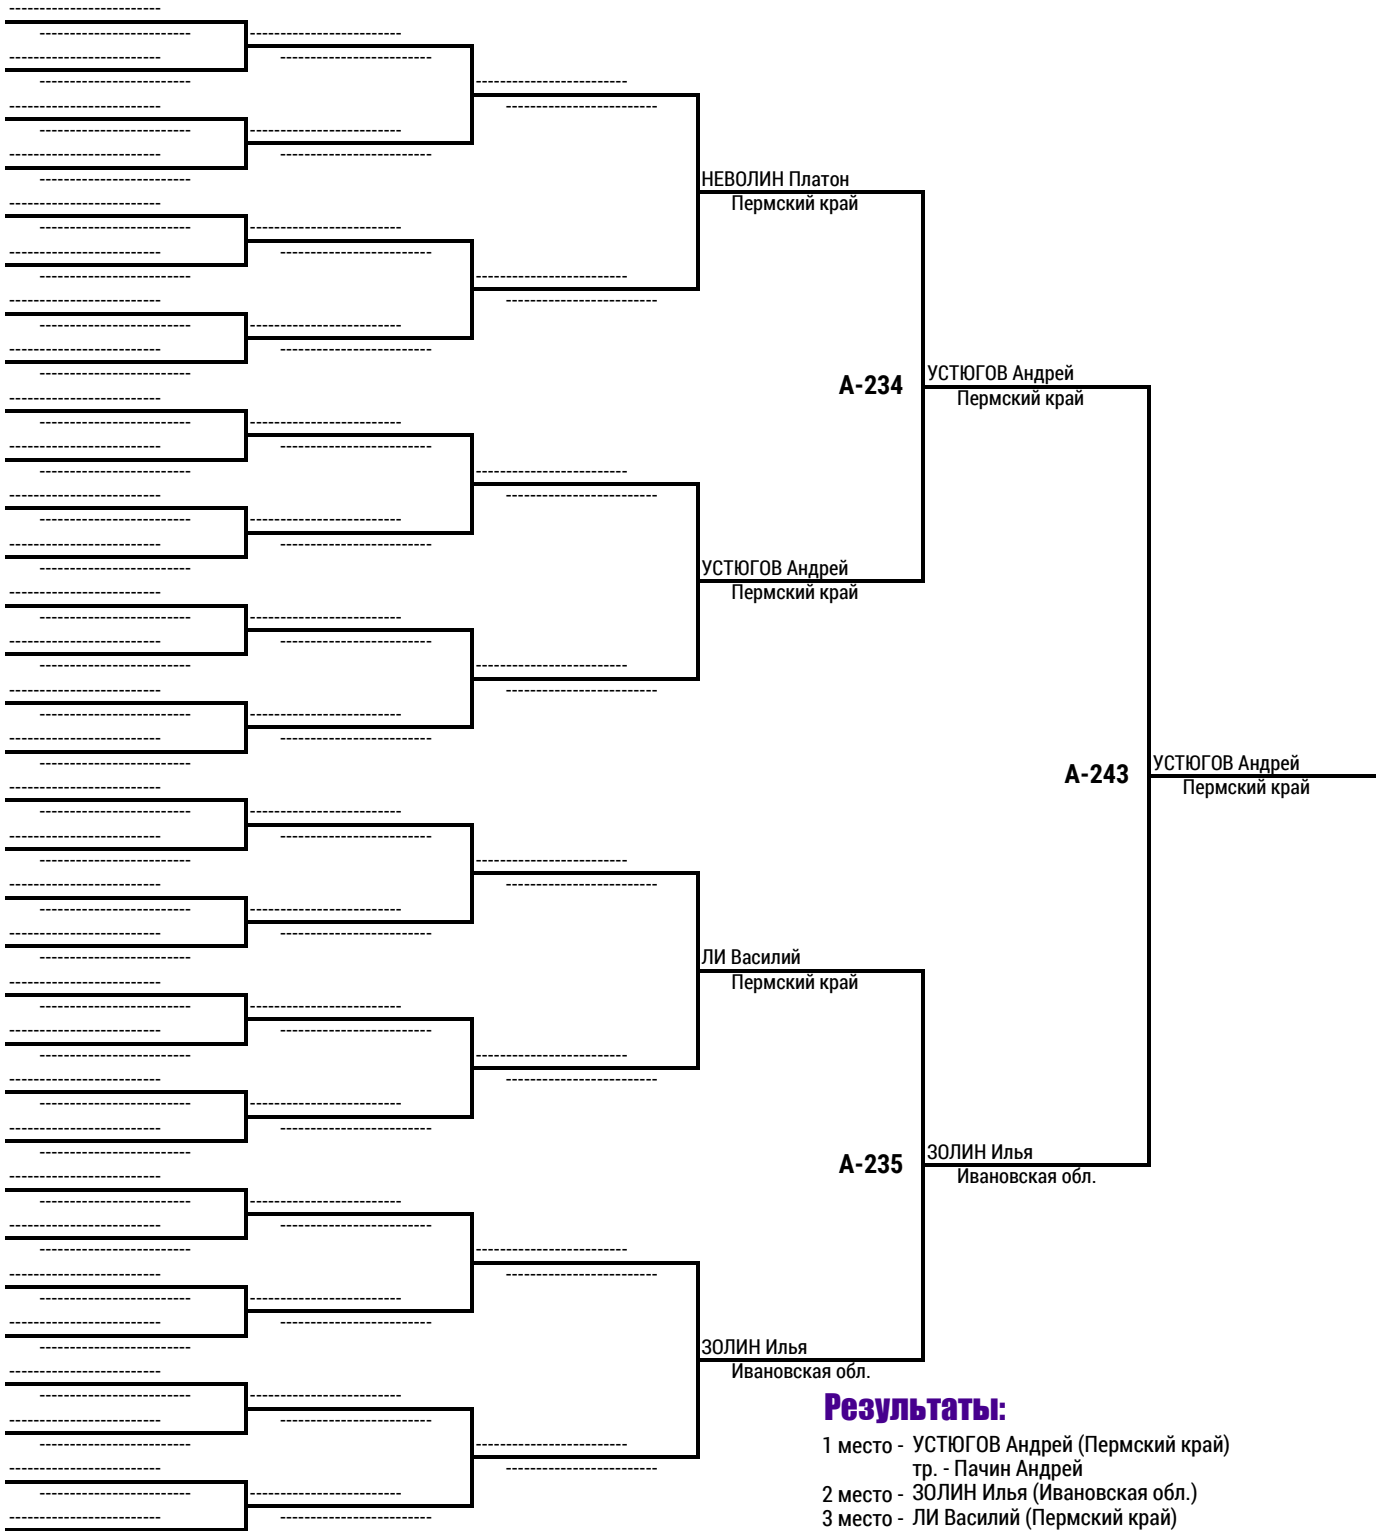 НЕВОЛИН Платон
Пермский край
А-234
УСТЮГОВ Андрей
Пермский край
УСТЮГОВ Андрей
Пермский край
А-243
УСТЮГОВ Андрей
Пермский край
ЛИ Василий
Пермский край
А-235
ЗОЛИН Илья
Ивановская обл.
ЗОЛИН Илья
Ивановская обл.
Результаты:
1 место - УСТЮГОВ Андрей (Пермский край)
тр. - Пачин Андрей
2 место - ЗОЛИН Илья (Ивановская обл.)
3 место - ЛИ Василий (Пермский край)